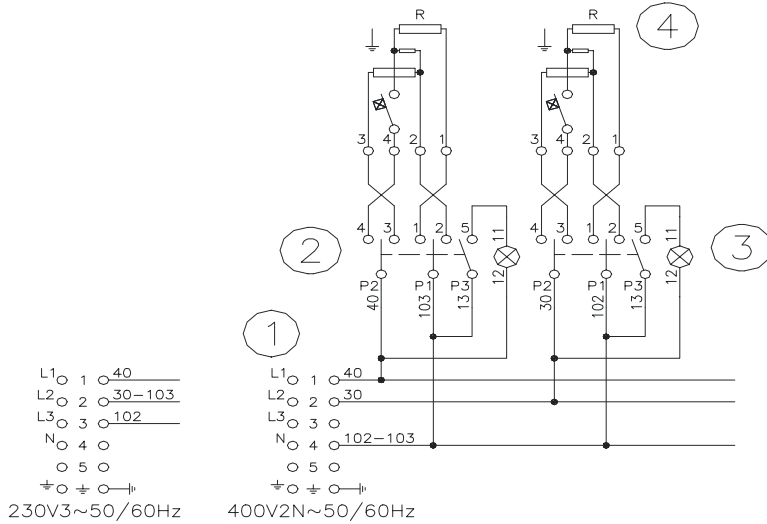 R R 4
3 4 2 1 3 4 2 1
4 3 1 2 5 11 4 3 1 2 5 11
2 3
P2 P1 P3 12 P2 P1 P3 12
40 103 13 30 102 13
1
L1 1 40 L1 1 40
L2 2 30-103 L2 2 30
L3 3 102 L3 3
N 4 N 4 102-103
5 5
230V3~50/60Hz 400V2N~50/60Hz